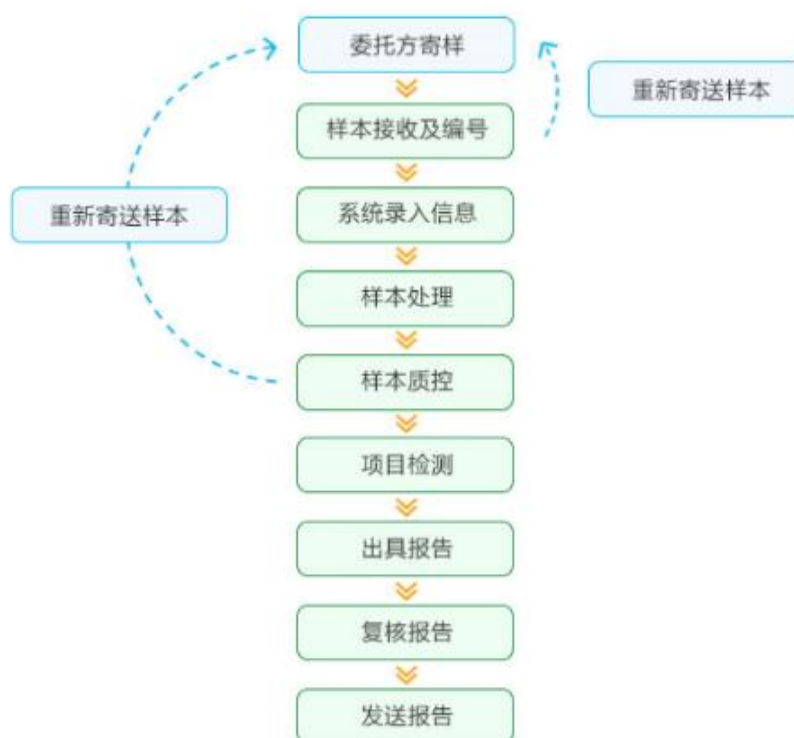 委托方寄样
重新寄送样本
样本接收及编号
重新寄送样本
系统录入信息
样本处理
样本质控
项目检测
出具报告
复核报告
发送报告